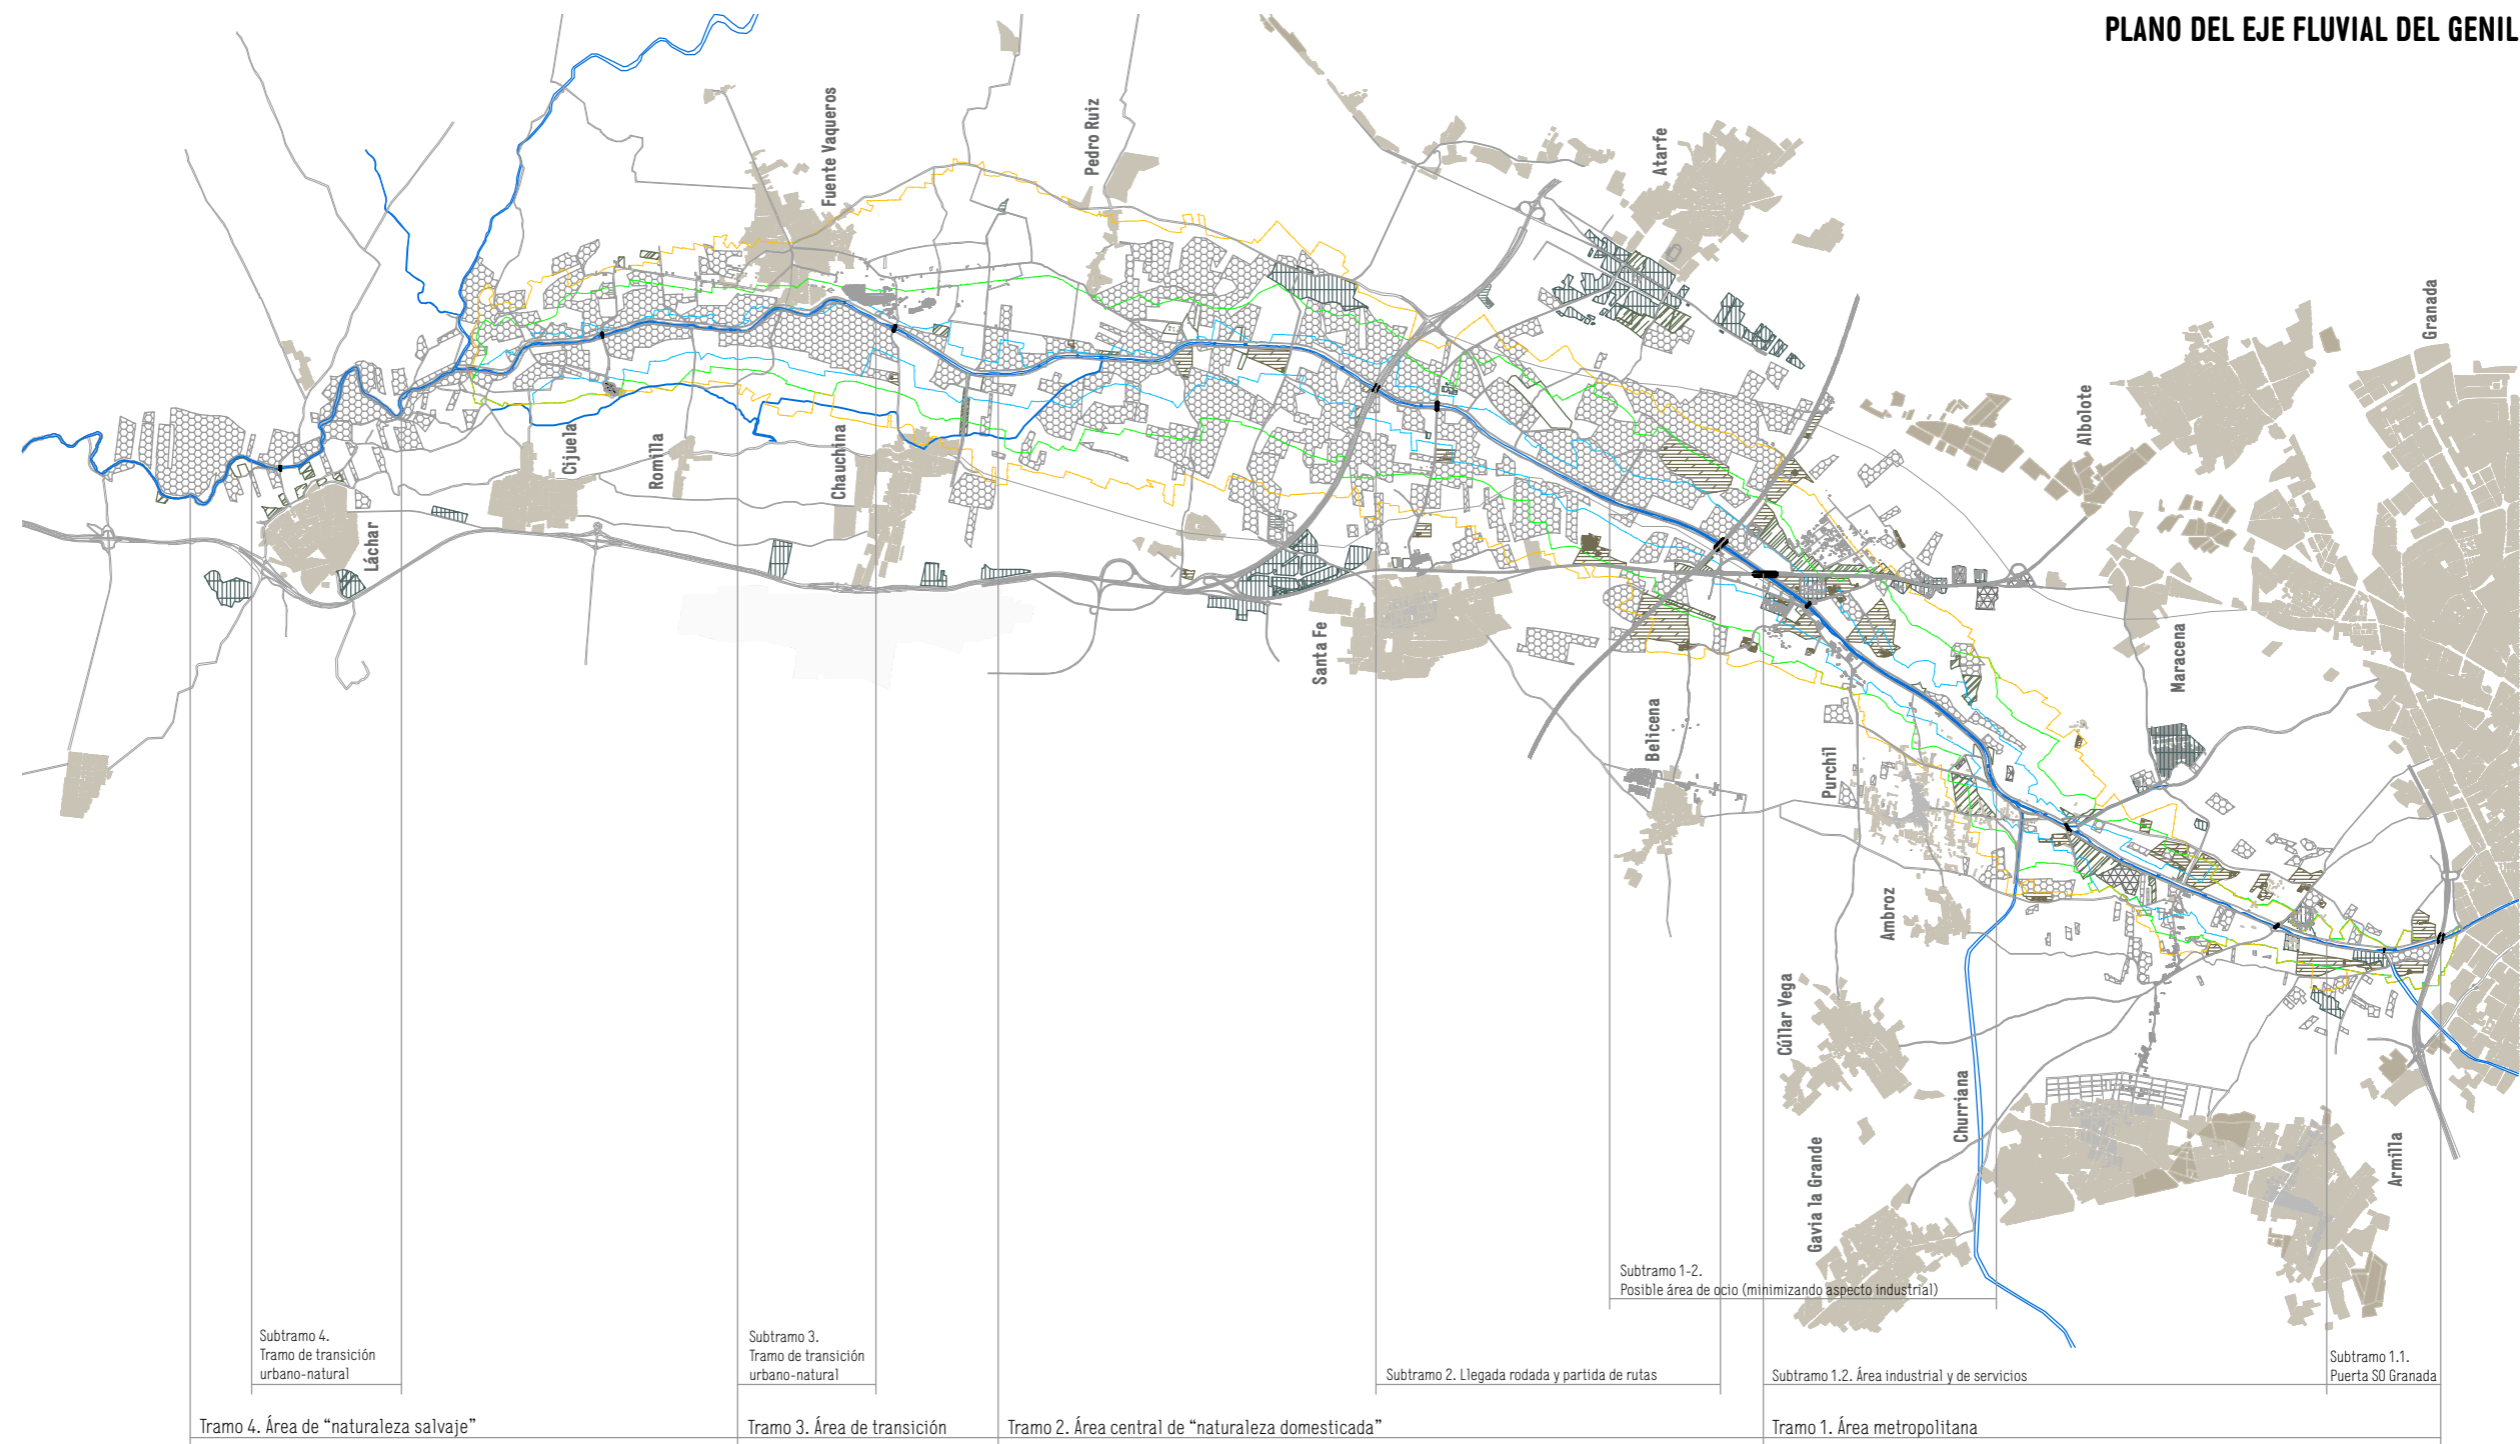 PLANO DEL EJE FLUVIAL DEL GENIL
Fuente Vaqueros
Pedro Ruiz
Atarfe
Granada
Albolote
Cijuela
Romilla
Chauchina
Láchar
Santa Fe
Maracena
Belicena
Purchil
Ambroz
Cúllar Vega
Churriana
Gavia la Grande
Armilla
Subtramo 1-2.
Posible área de ocio (minimizando aspecto industrial)
Subtramo 4.
Tramo de transición
urbano-natural
Subtramo 3.
Tramo de transición
urbano-natural
Subtramo 2. Llegada rodada y partida de rutas
Subtramo 1.2. Área industrial y de servicios
Subtramo 1.1.
Puerta SO Granada
Tramo 4. Área de “naturaleza salvaje”
Tramo 3. Área de transición
Tramo 2. Área central de “naturaleza domesticada”
Tramo 1. Área metropolitana